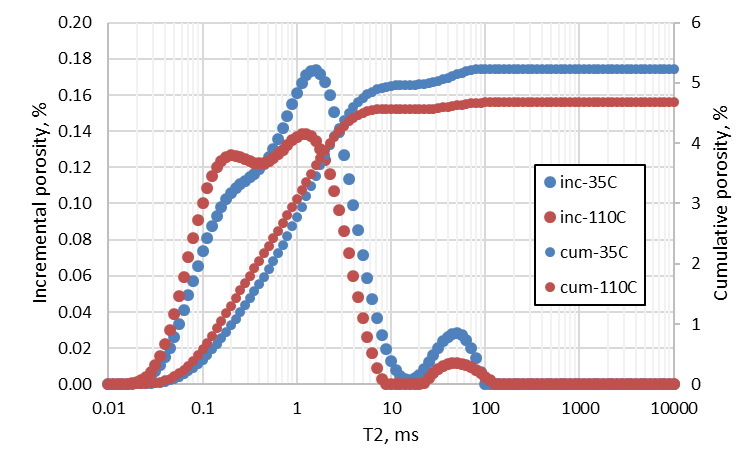 0.20
0.18
0.16
0.14
0.12
0.10
0.08
0.06
0.04
0.02
0.00
Incremental porosity, %
6
5
4
3
2
1
0
Cumulative porosity, %
inc-35C
inc-110C
cum-35C
cum-110C
0.01 0.1 1 10 100 1000 10000
T2, ms